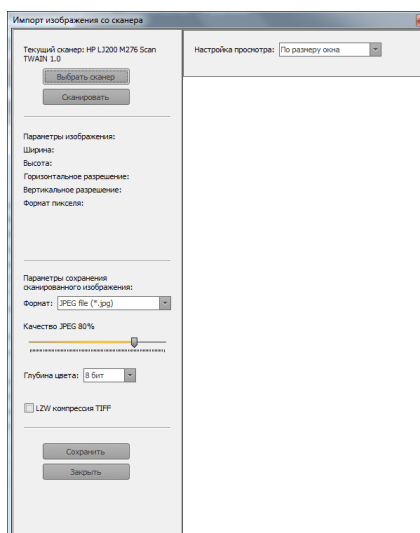 Импорт изображения со сканера
Текущий сканер: HP LJ200 M276 Scan
TWAIN 1.0
Выбрать сканер
Сканировать
Параметры изображения:
Ширина:
Высота:
Горизонтальное разрешение:
Вертикальное разрешение:
Формат пикселя:
Параметры сохранения
сканированного изображения:
Формат: JPEG file (*.jpg)
Качество JPEG 80%
Глубина цвета: 8 бит
LZW компрессия TIFF
Сохранить
Закрыть
Настройка просмотра: По размеру окна